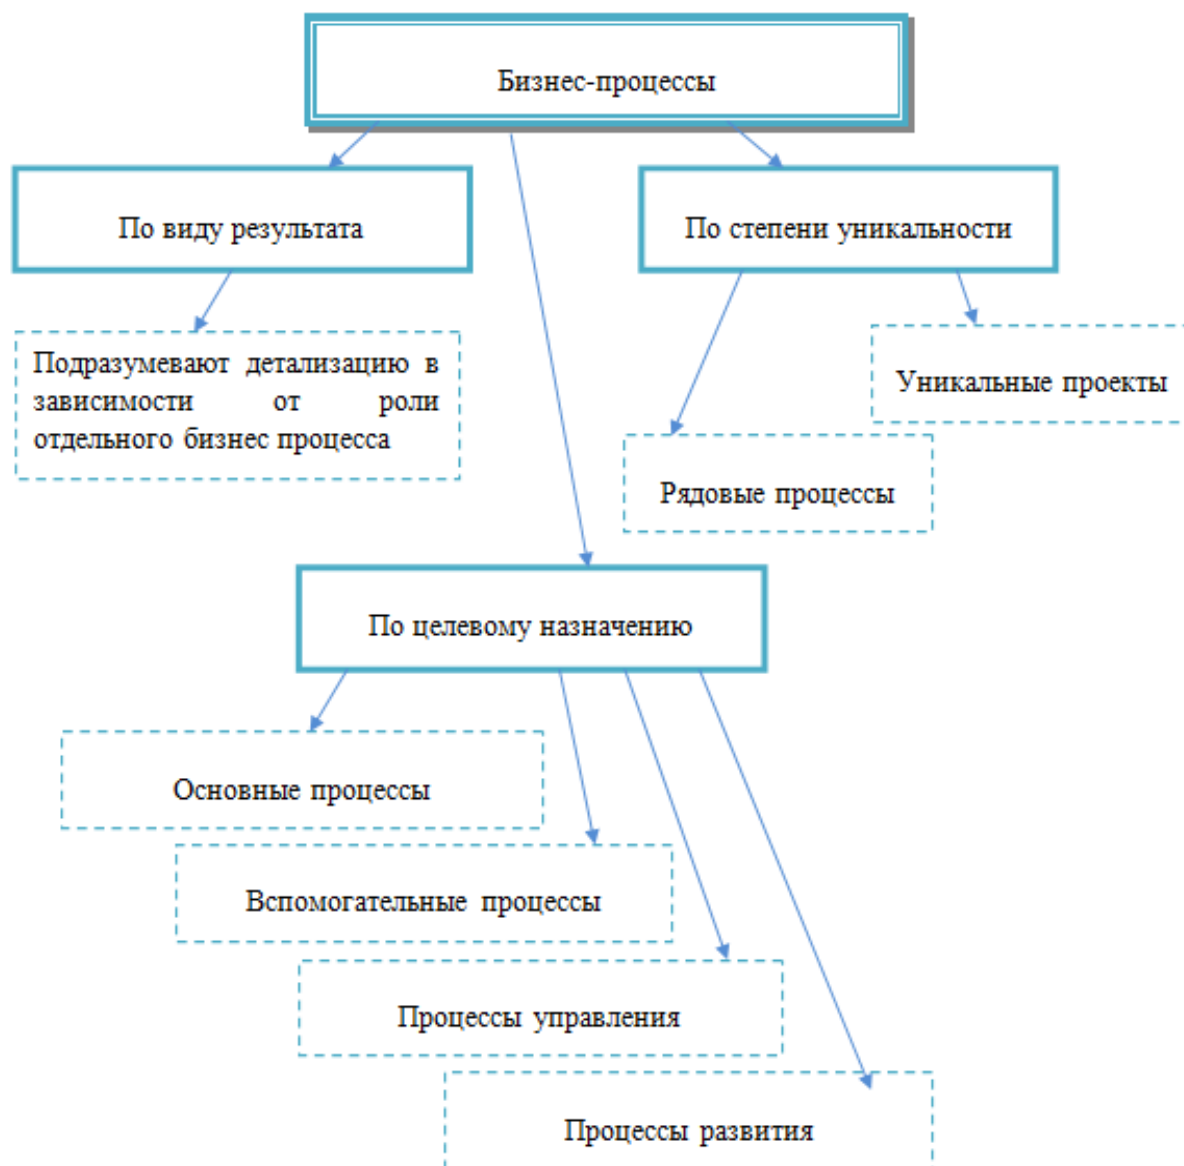 Бизнес-процессы
По виду результата
По степени уникальности
Подразумевают детализацию в
зависимости от роли
отдельного бизнес процесса
Уникальные проекты
Рядовые процессы
По целевому назначению
Основные процессы
Вспомогательные процессы
Процессы управления
Процессы развития